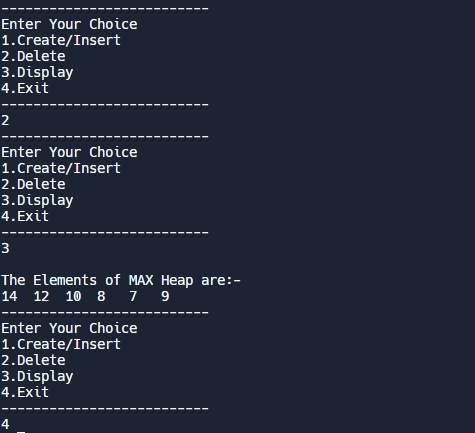 --------------------------
Enter Your Choice
1.Create/Insert
2.Delete
3.Display
4.Exit
--------------------------
2
--------------------------
Enter Your Choice
1.Create/Insert
2.Delete
3.Display
4.Exit
--------------------------
3

The Elements of MAX Heap are:-
14  12  10  8   7   9
--------------------------
Enter Your Choice
1.Create/Insert
2.Delete
3.Display
4.Exit
--------------------------
4